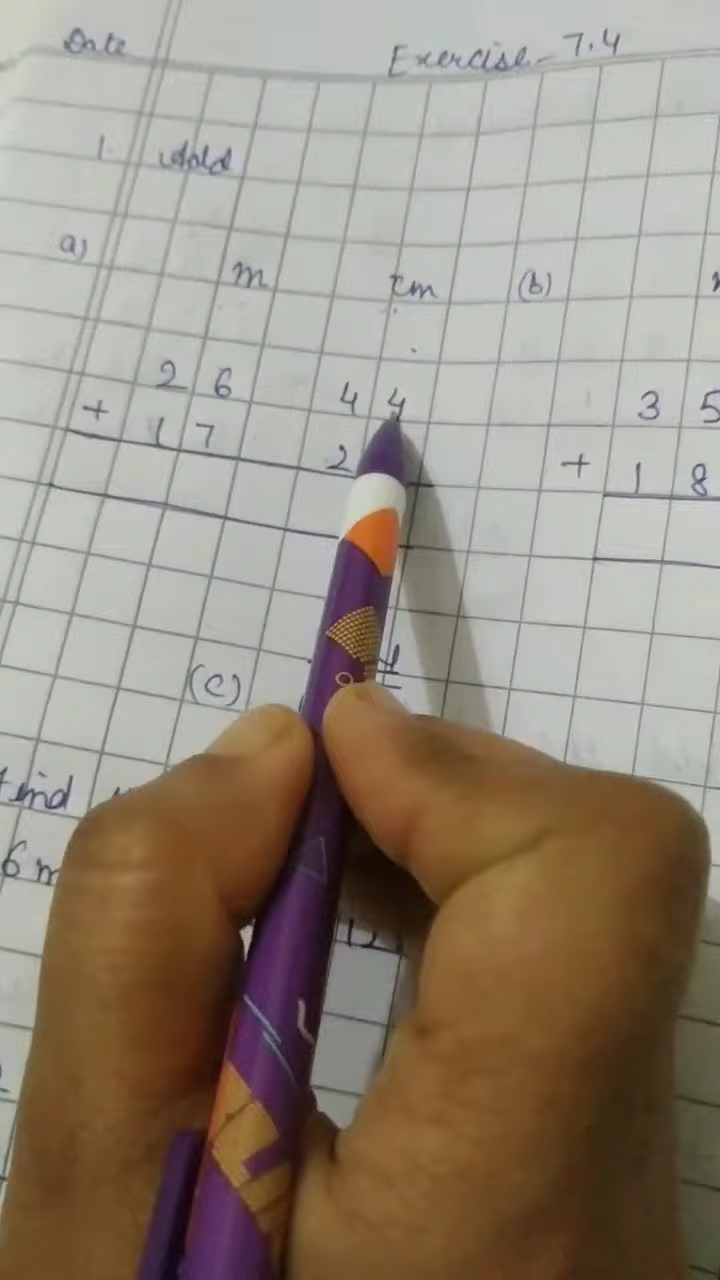 Date Exercise - 7.4
1. Add
a) m cm (b)
2 6 4 4 3 5
+ 1 7 2 + 1 8
(c)
Find
6 m